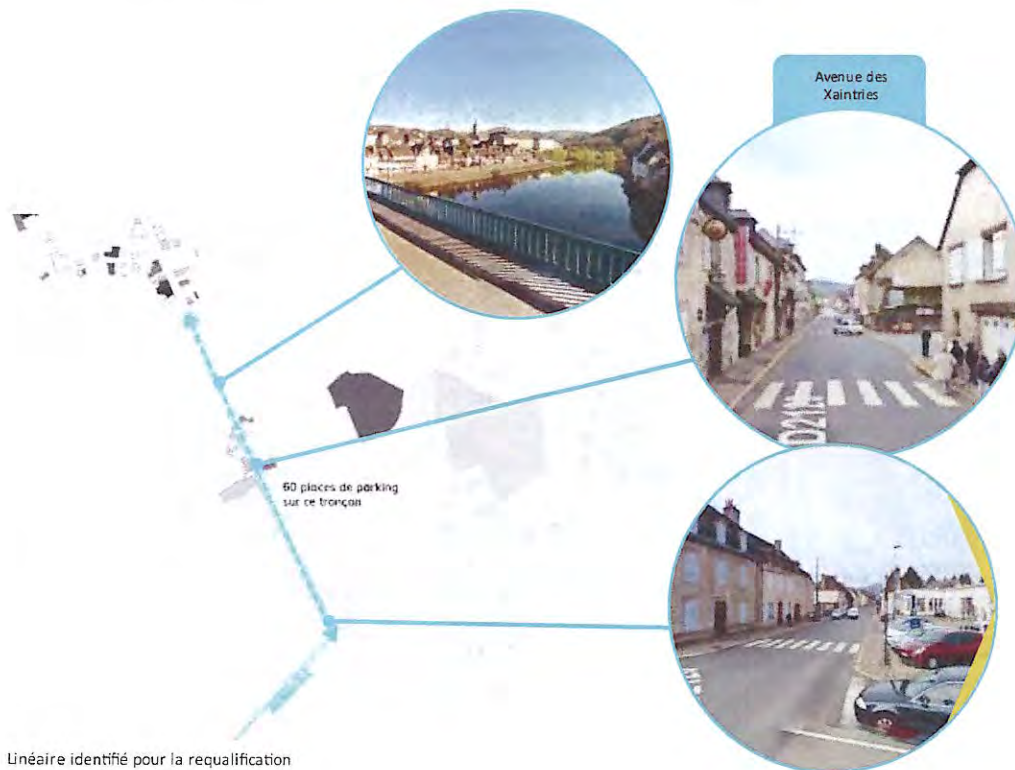 Avenue des
Xaintries
60 places de parking
sur ce tronçon
Linéaire identifié pour la requalification